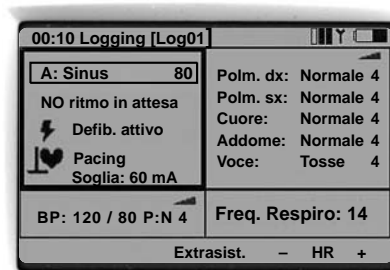 00:10 Logging [Log01]
A: Sinus 80
NO ritmo in attesa
Defib. attivo
Pacing
Soglia: 60 mA
BP: 120 / 80 P:N 4
Polm. dx: Normale 4
Polm. sx: Normale 4
Cuore: Normale 4
Addome: Normale 4
Voce: Tosse 4
Freq. Respiro: 14
Extrasist. – HR +